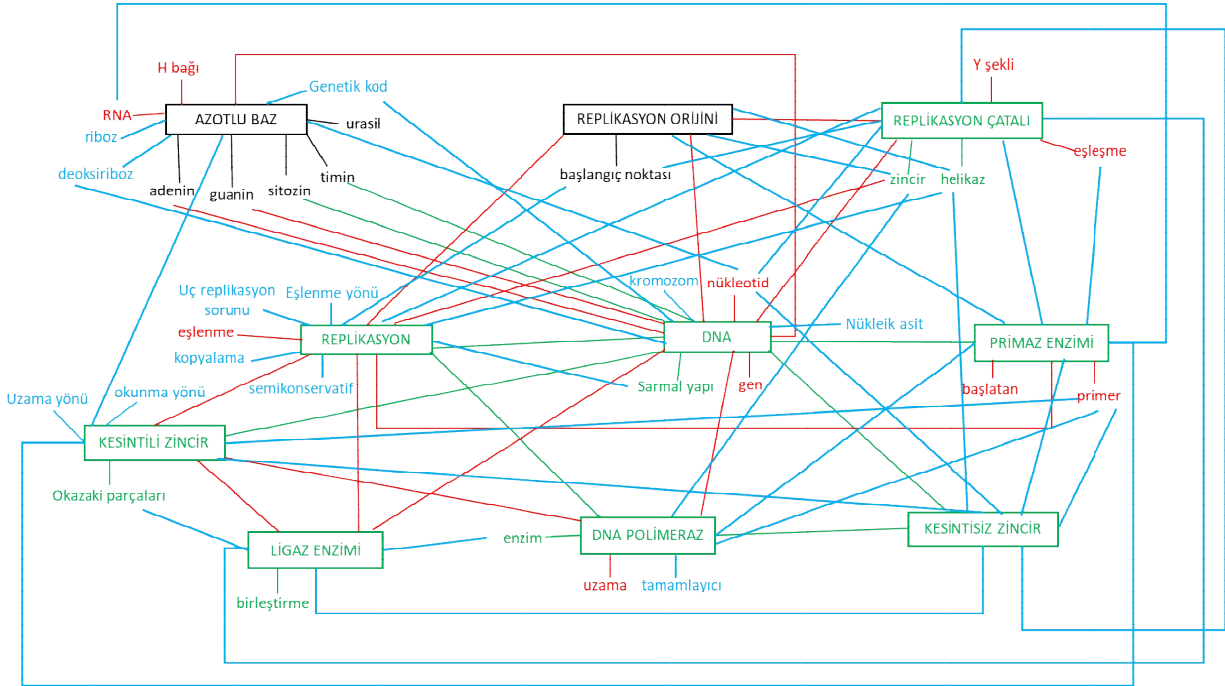 H bağı
Genetik kod
Y şekli
RNA
AZOTLU BAZ
urasil
REPLİKASYON ORİJİNİ
REPLİKASYON ÇATALI
riboz
eşleşme
deoksiriboz
adenin
guanin
sitozin
timin
başlangıç noktası
zincir
helikaz
Uç replikasyon
sorunu
Eşlenme yönü
kromozom
nükleotid
eşlenme
REPLİKASYON
DNA
Nükleik asit
PRİMAZ ENZİMİ
kopyalama
semikonservatif
Sarmal yapı
gen
başlatan
primer
Uzama yönü
okunma yönü
KESİNTİLİ ZİNCİR
Okazaki parçaları
LİGAZ ENZİMİ
enzim
DNA POLİMERAZ
KESİNTİSİZ ZİNCİR
birleştirme
uzama
tamamlayıcı